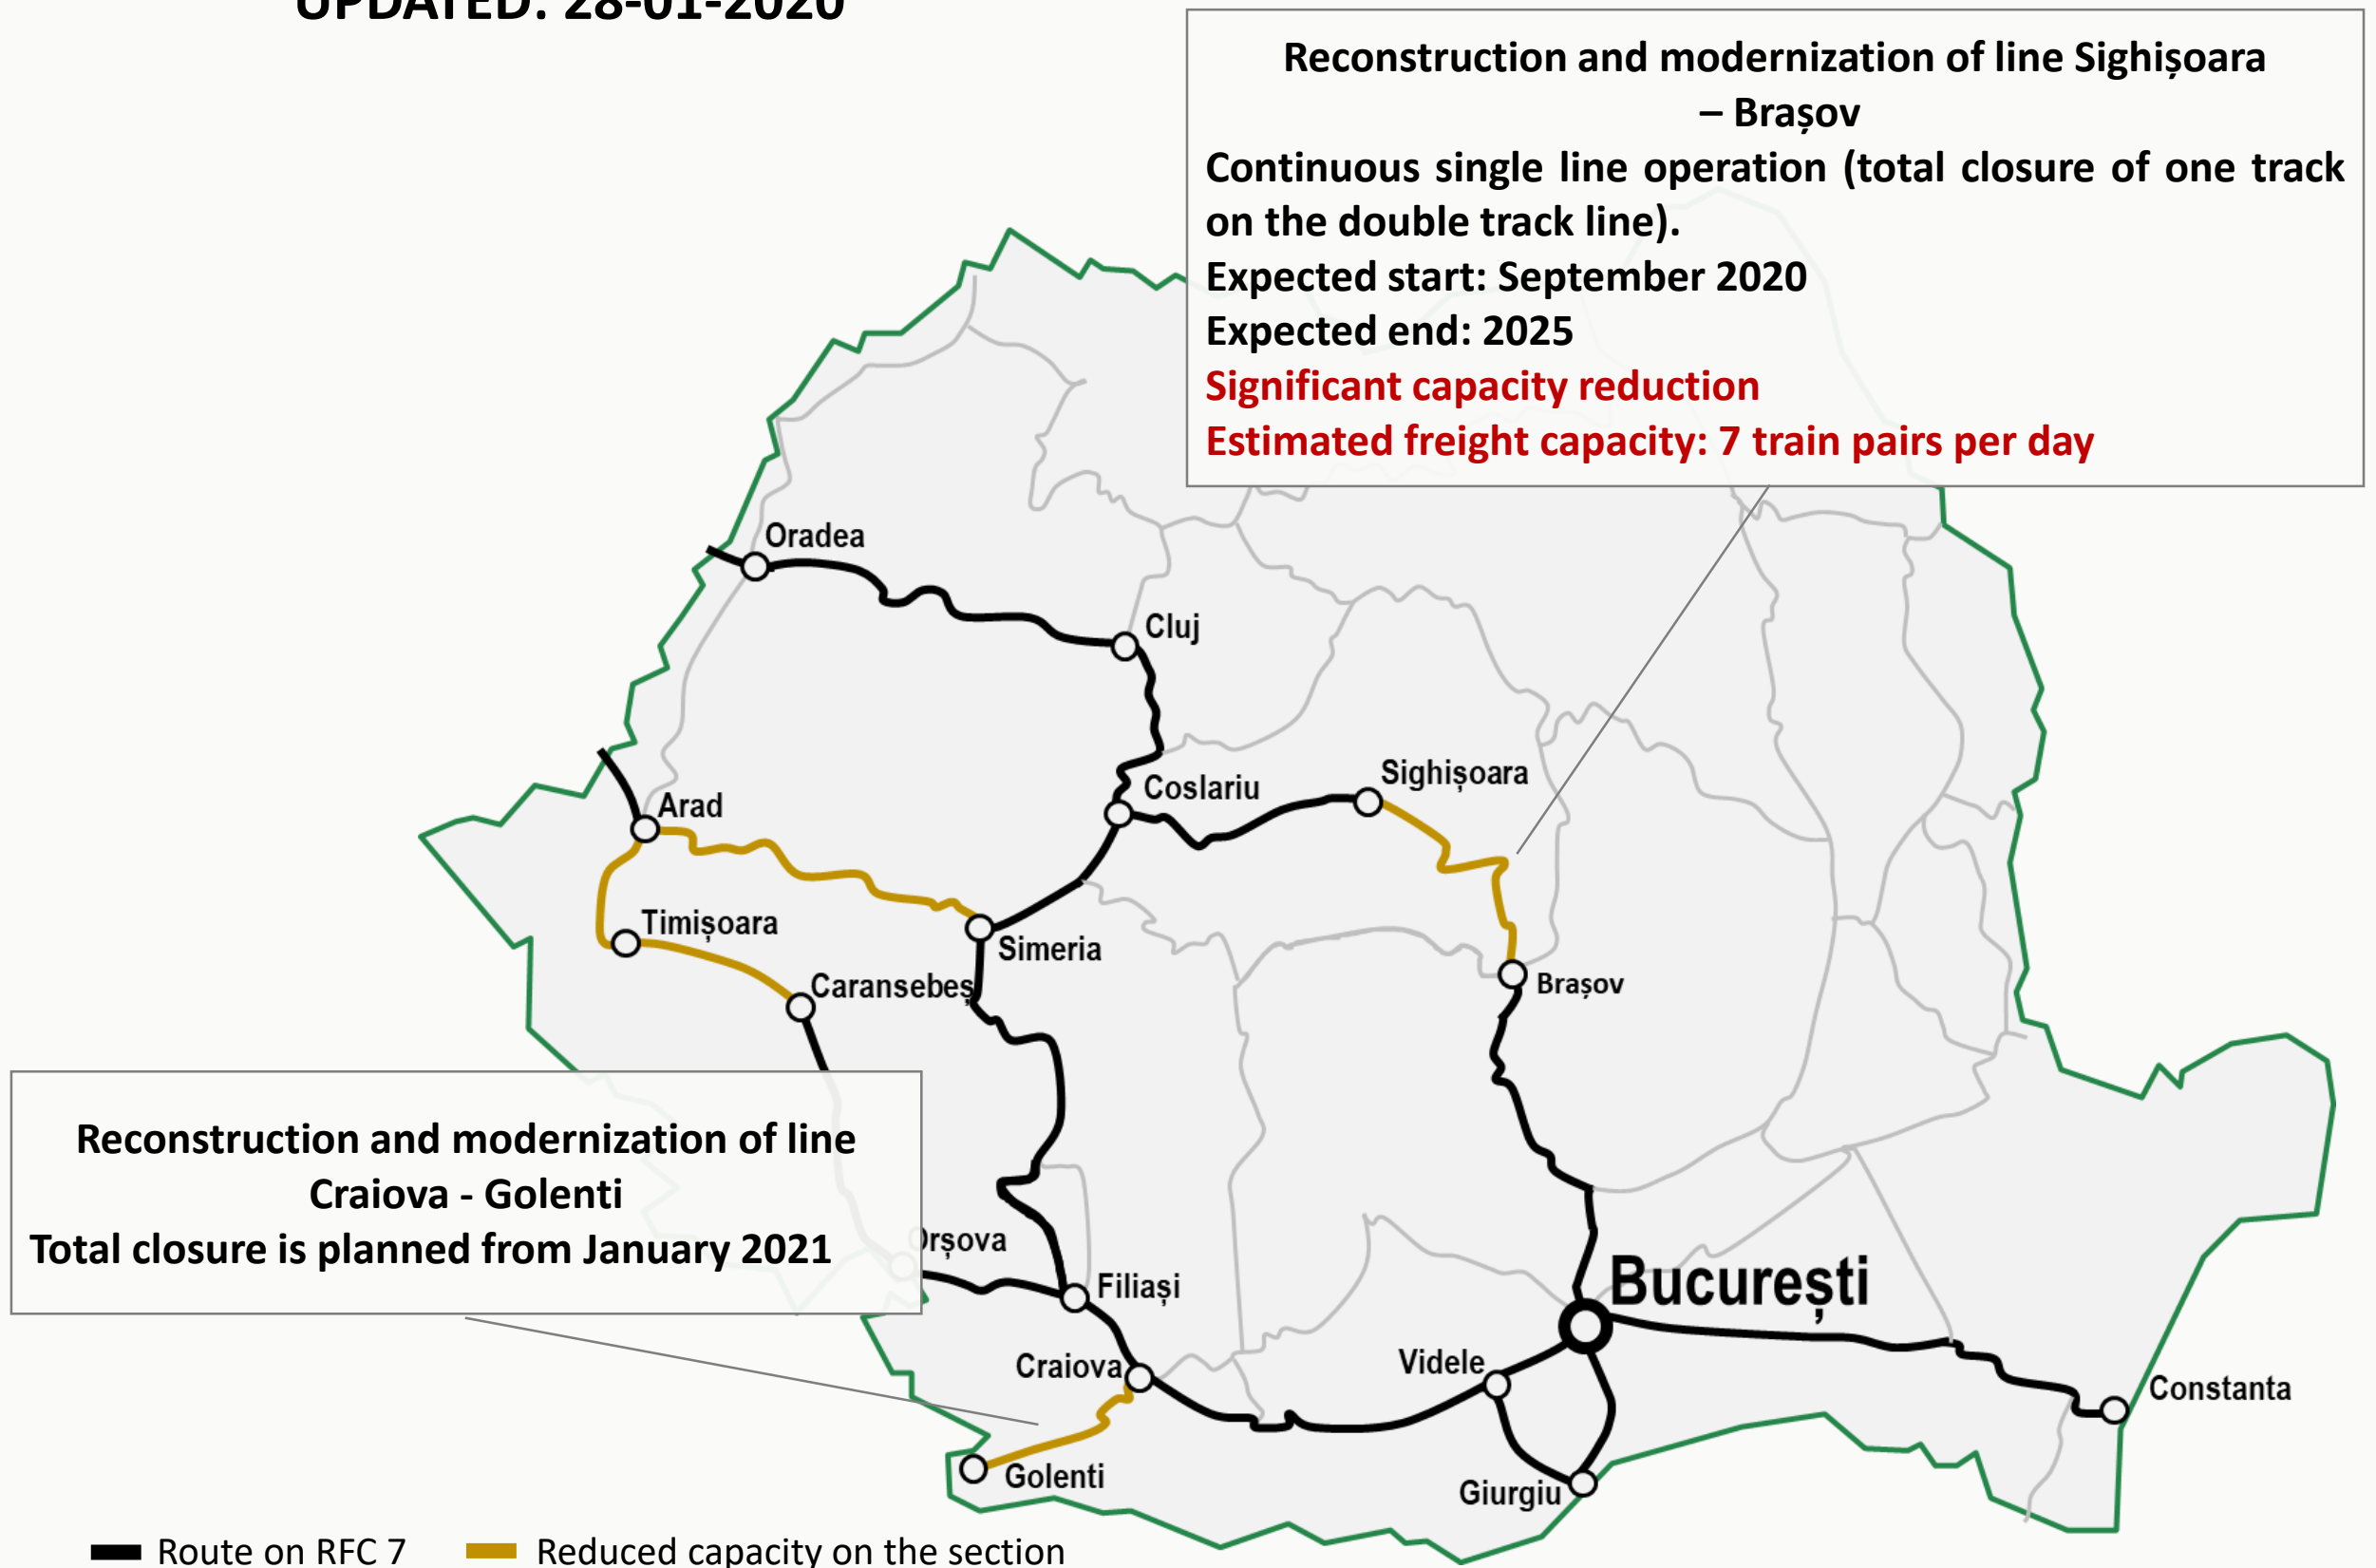 UPDATED: 28-01-2020
Reconstruction and modernization of line Sighișoara
– Brașov
Continuous single line operation (total closure of one track
on the double track line).
Expected start: September 2020
Expected end: 2025
Significant capacity reduction
Estimated freight capacity: 7 train pairs per day
Oradea
Cluj
Coslariu
Sighișoara
Arad
Timișoara
Simeria
Caransebeș
Brașov
Reconstruction and modernization of line
Craiova - Golenti
Total closure is planned from January 2021
Orșova
Filiași
București
Craiova
Videle
Constanta
Golenti
Giurgiu
Route on RFC 7
Reduced capacity on the section